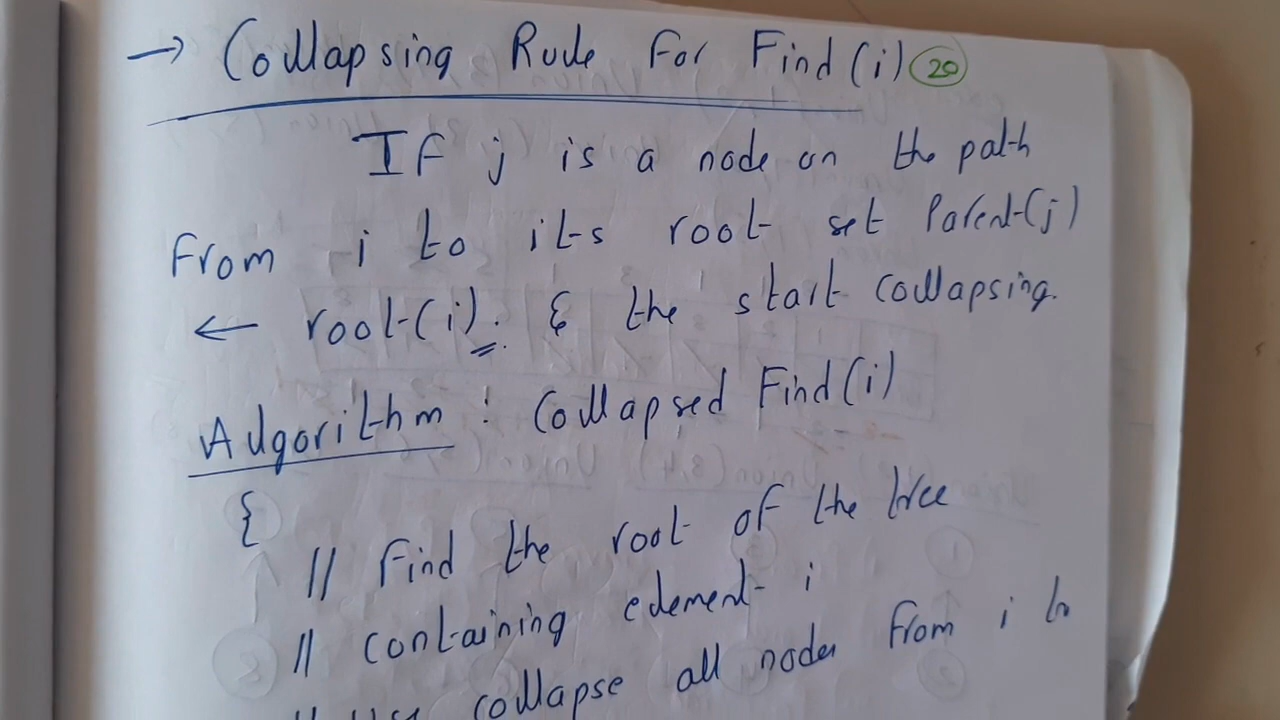 → Collapsing Rule For Find(i) 20
If j is a node on the path
From i to its root set Parent(j)
← root(i). & the start collapsing.
Algorithm : Collapsed Find(i)
{
// Find the root of the tree
// containing element i
// Use collapse all nodes From i to